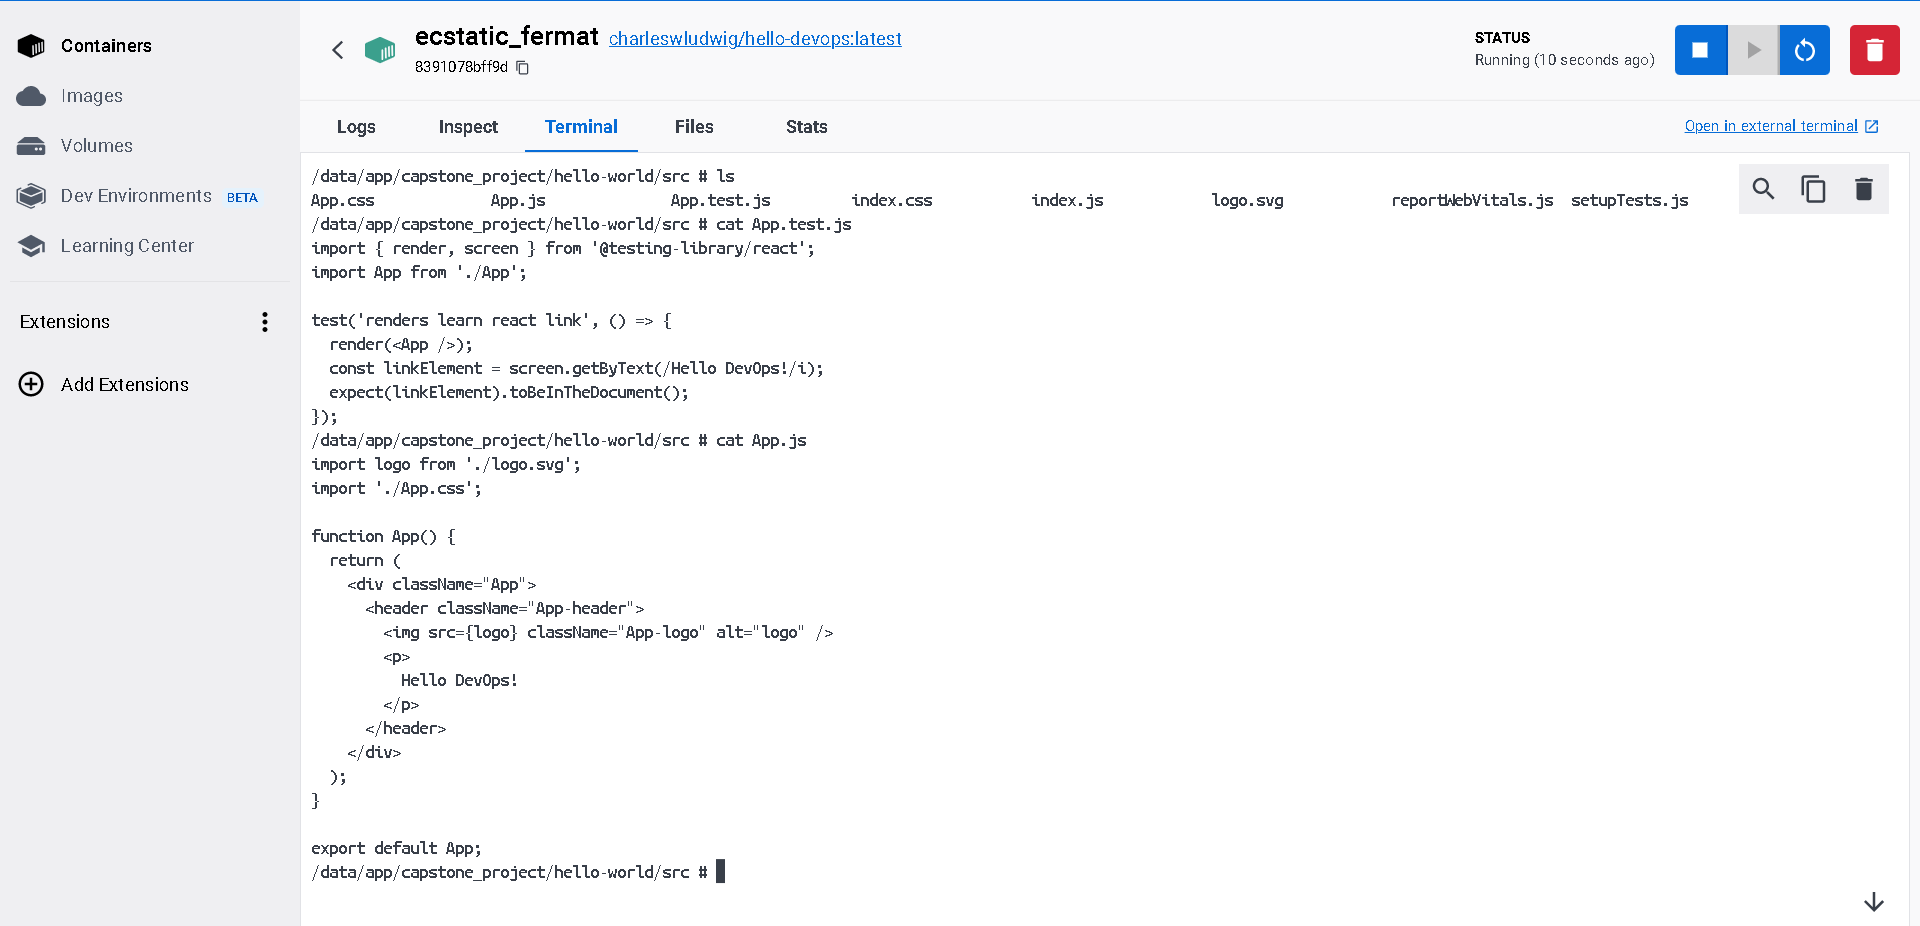 Containers
Images
Volumes
Dev Environments BETA
Learning Center
Extensions
Add Extensions
ecstatic_fermat charleswludwig/hello-devops:latest
8391078bff9d
STATUS
Running (10 seconds ago)
Logs Inspect Terminal Files Stats
Open in external terminal
/data/app/capstone_project/hello-world/src # ls
App.css App.js App.test.js index.css index.js logo.svg reportWebVitals.js setupTests.js
/data/app/capstone_project/hello-world/src # cat App.test.js
import { render, screen } from '@testing-library/react';
import App from './App';
test('renders learn react link', () => {
  render(<App />);
  const linkElement = screen.getByText(/Hello DevOps!/i);
  expect(linkElement).toBeInTheDocument();
});
/data/app/capstone_project/hello-world/src # cat App.js
import logo from './logo.svg';
import './App.css';
function App() {
  return (
    <div className="App">
      <header className="App-header">
        <img src={logo} className="App-logo" alt="logo" />
        <p>
          Hello DevOps!
        </p>
      </header>
    </div>
  );
}
export default App;
/data/app/capstone_project/hello-world/src #